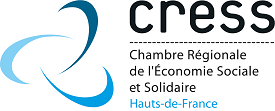 cress
Chambre Régionale
de l'Économie Sociale
et Solidaire
Hauts-de-France